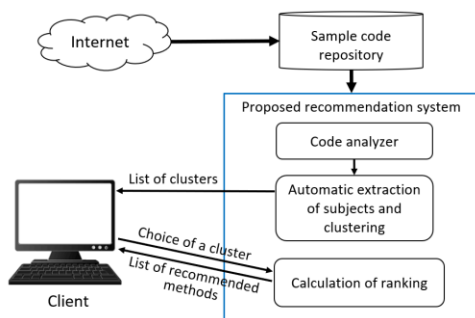 Internet
Sample code
repository
Proposed recommendation system
Code analyzer
List of clusters
Automatic extraction
of subjects and
clustering
Choice of a cluster
List of recommended
methods
Calculation of ranking
Client